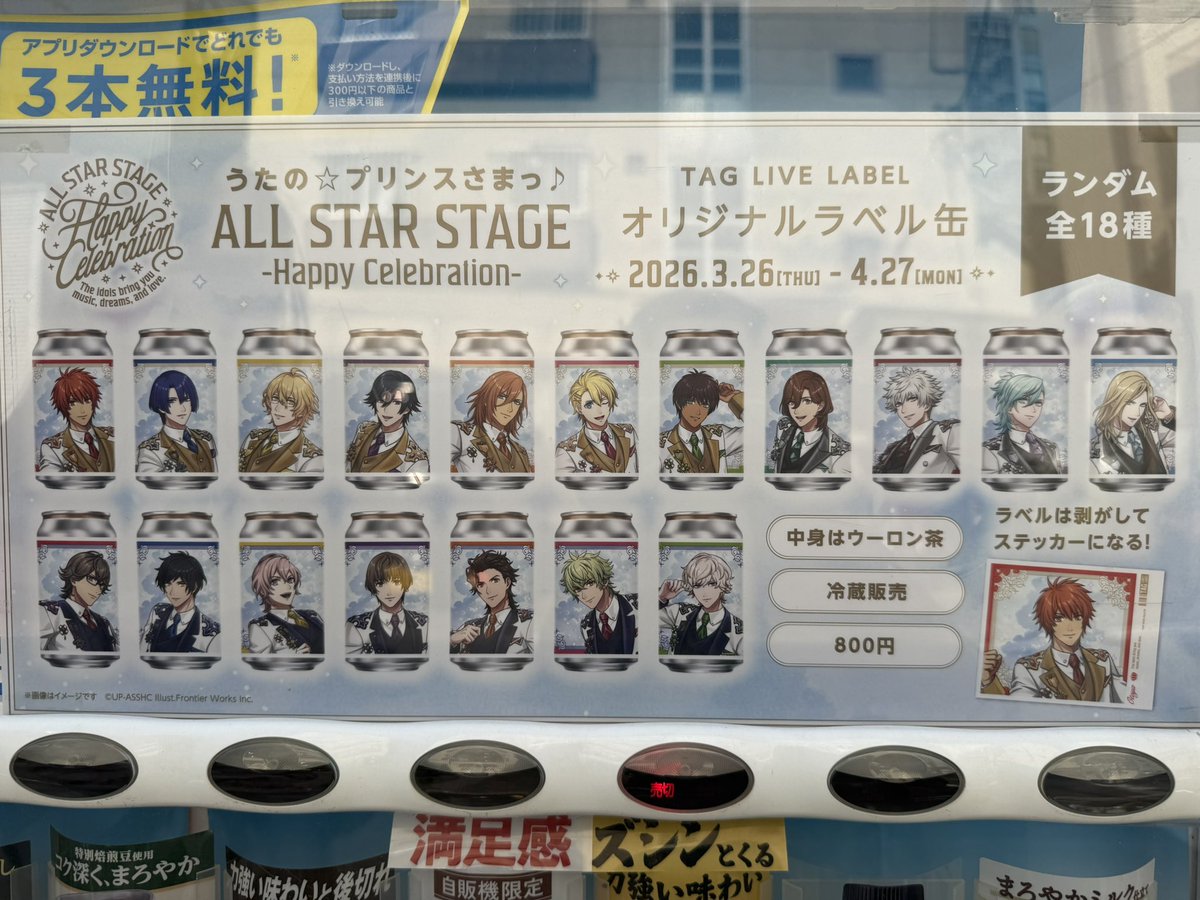 アプリダウンロードでどれでも
3本無料!※
※ダウンロードし、
支払い方法を連携後に
300円以下の商品と
引き換え可能
ALL STAR STAGE
Happy
Celebration
The idols bring you
music, dreams, and love.
うたの☆プリンスさまっ♪
ALL STAR STAGE
-Happy Celebration-
TAG LIVE LABEL
オリジナルラベル缶
2026.3.26[THU] - 4.27[MON]
ランダム
全18種
中身はウーロン茶
冷蔵販売
800円
ラベルは剥がして
ステッカーになる!
※画像はイメージです ©UP-ASSHC Illust.Frontier Works Inc.
売切
特別焙煎豆使用
コク深く、まろやか
力強い味わいと後切れ
満足感
自販機限定
ズシンとくる
力強い味わい
まろやかミルク